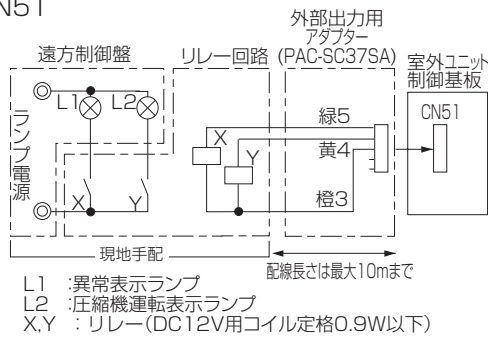 N51
外部出力用
アダプター
(PAC-SC37SA)
遠方制御盤
リレー回路
室外ユニット
制御基板
CN51
L1
L2
ランプ電源
X
Y
X
Y
緑5
黄4
橙3
現地手配
配線長さは最大10mまで
L1 :異常表示ランプ
L2 :圧縮機運転表示ランプ
X,Y :リレー(DC12V用コイル定格0.9W以下)